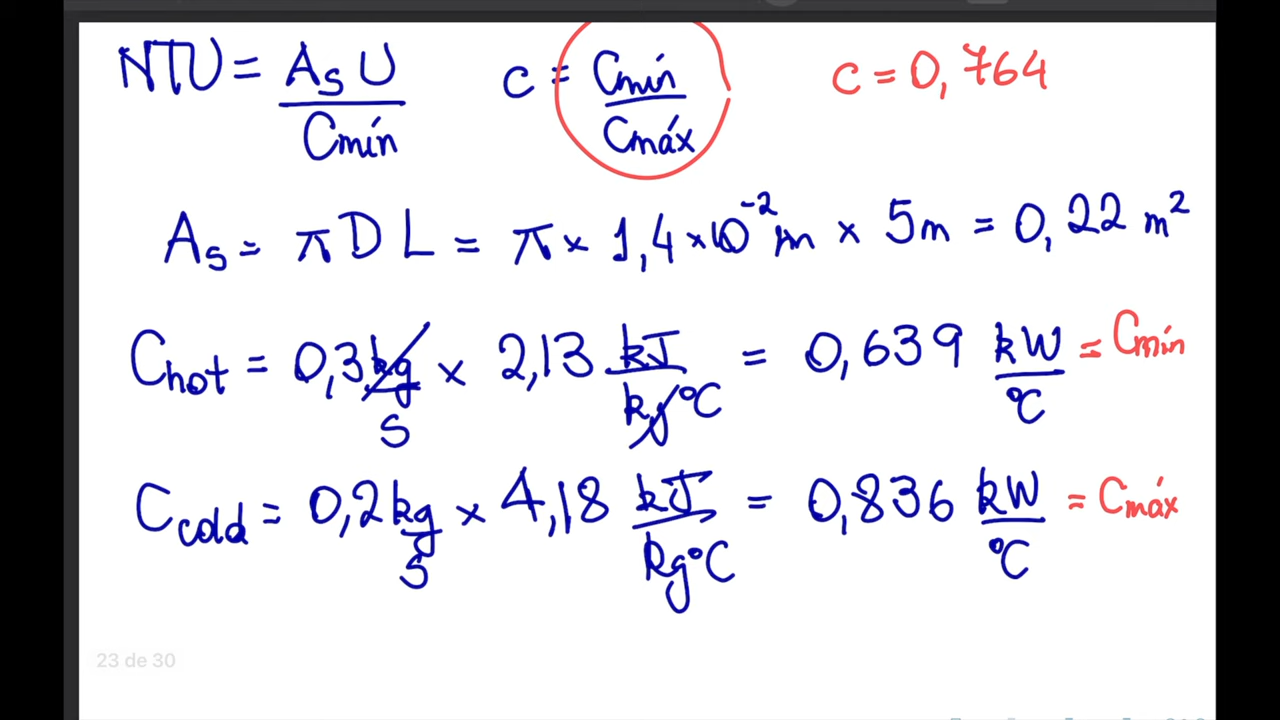 NTU = As U / Cmín   c = Cmín / Cmáx   c = 0,764
As = π D L = π × 1,4 × 10⁻² m × 5m = 0,22 m²
Chot = 0,3 kg/s × 2,13 kJ/kg°C = 0,639 kW/°C = Cmín
Ccold = 0,2 kg/s × 4,18 kJ/kg°C = 0,836 kW/°C = Cmáx
23 de 30